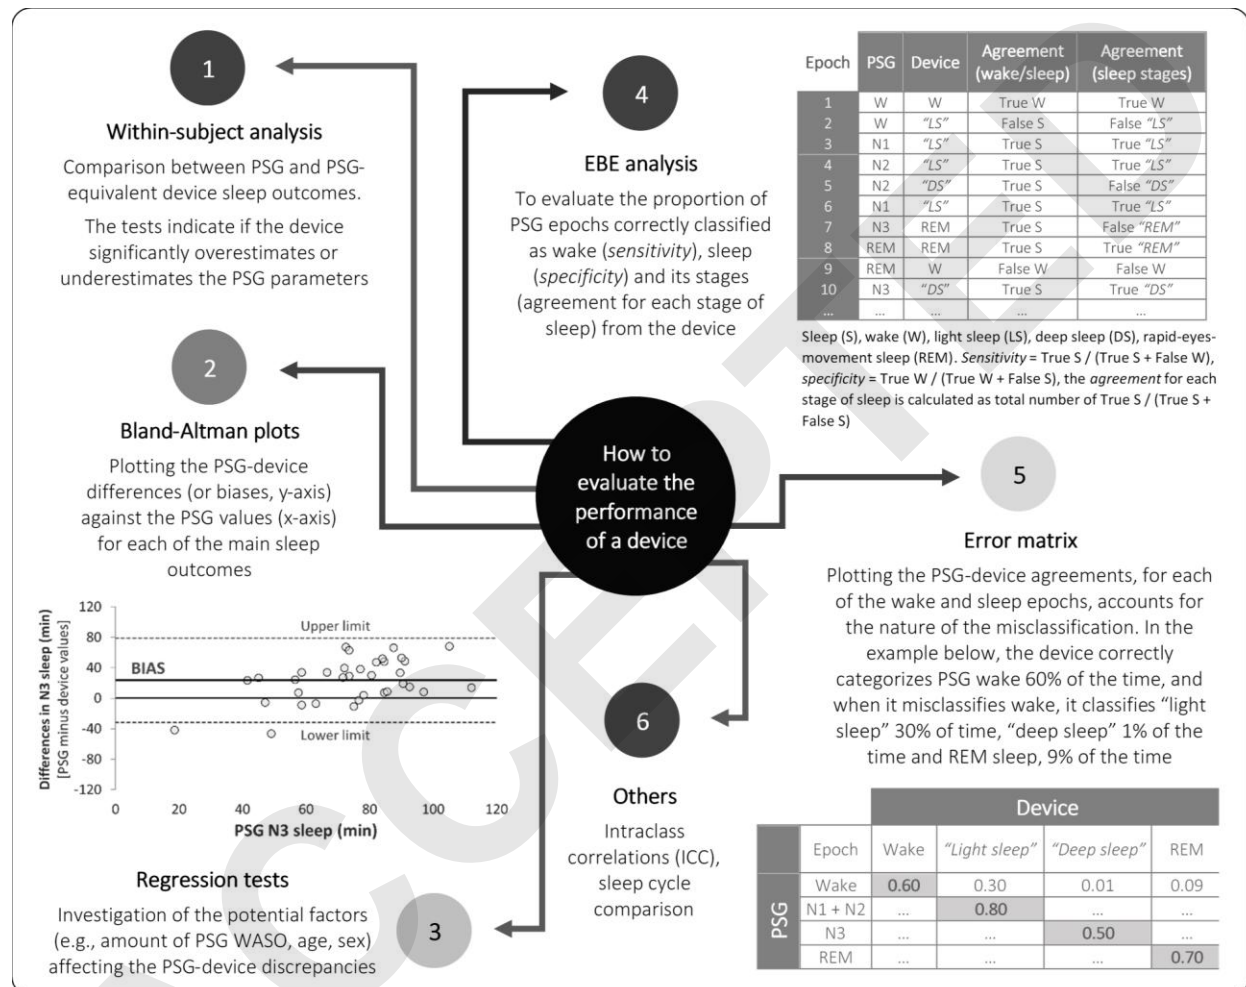 1
Within-subject analysis
Comparison between PSG and PSG-
equivalent device sleep outcomes.
The tests indicate if the device
significantly overestimates or
underestimates the PSG parameters
2
Bland-Altman plots
Plotting the PSG-device
differences (or biases, y-axis)
against the PSG values (x-axis)
for each of the main sleep
outcomes
Differences in N3 sleep (min)
[PSG minus device values]
120
80
40
0
-40
-80
-120
Upper limit
BIAS
Lower limit
0 20 40 60 80 100 120
PSG N3 sleep (min)
Regression tests
Investigation of the potential factors
(e.g., amount of PSG WASO, age, sex)
affecting the PSG-device discrepancies
3
4
EBE analysis
To evaluate the proportion of
PSG epochs correctly classified
as wake (sensitivity), sleep
(specificity) and its stages
(agreement for each stage of
sleep) from the device
How to
evaluate the
performance
of a device
6
Others
Intraclass
correlations (ICC),
sleep cycle
comparison
Epoch PSG Device Agreement (wake/sleep) Agreement (sleep stages)
1 W W True W True W
2 W "LS" False S False "LS"
3 N1 "LS" True S True "LS"
4 N2 "LS" True S True "LS"
5 N2 "DS" True S False "DS"
6 N1 "LS" True S True "LS"
7 N3 REM True S False "REM"
8 REM REM True S True "REM"
9 REM W False W False W
10 N3 "DS" True S True "DS"
... ... ... ... ...
Sleep (S), wake (W), light sleep (LS), deep sleep (DS), rapid-eyes-
movement sleep (REM). Sensitivity = True S / (True S + False W),
specificity = True W / (True W + False S), the agreement for each
stage of sleep is calculated as total number of True S / (True S +
False S)
5
Error matrix
Plotting the PSG-device agreements, for each
of the wake and sleep epochs, accounts for
the nature of the misclassification. In the
example below, the device correctly
categorizes PSG wake 60% of the time, and
when it misclassifies wake, it classifies "light
sleep" 30% of time, "deep sleep" 1% of the
time and REM sleep, 9% of the time
Device
Epoch Wake "Light sleep" "Deep sleep" REM
PSG
Wake 0.60 0.30 0.01 0.09
N1 + N2 ... 0.80 ... ...
N3 ... ... 0.50 ...
REM ... ... ... 0.70
ACCEPTED